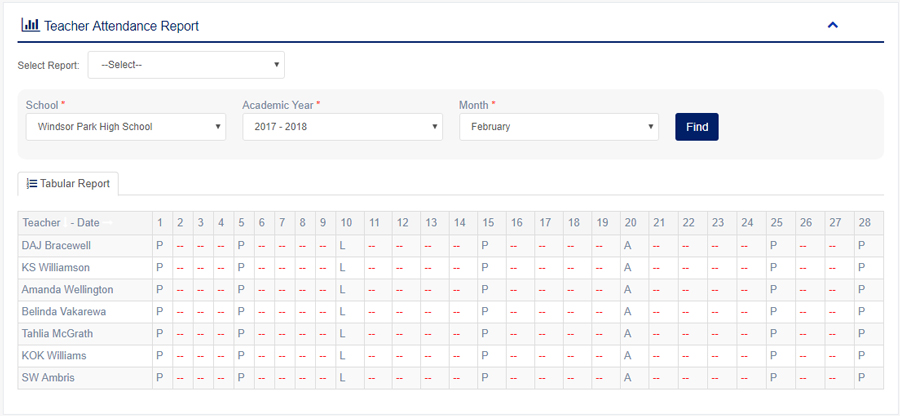 Teacher Attendance Report
Select Report: --Select--
School * Academic Year * Month *
Windsor Park High School 2017 - 2018 February Find
Tabular Report
Teacher - Date 1 2 3 4 5 6 7 8 9 10 11 12 13 14 15 16 17 18 19 20 21 22 23 24 25 26 27 28
DAJ Bracewell P -- -- -- P -- -- -- -- L -- -- -- -- P -- -- -- -- A -- -- -- -- P -- -- P
KS Williamson P -- -- -- P -- -- -- -- L -- -- -- -- P -- -- -- -- A -- -- -- -- P -- -- P
Amanda Wellington P -- -- -- P -- -- -- -- L -- -- -- -- P -- -- -- -- A -- -- -- -- P -- -- P
Belinda Vakarewa P -- -- -- P -- -- -- -- L -- -- -- -- P -- -- -- -- A -- -- -- -- P -- -- P
Tahlia McGrath P -- -- -- P -- -- -- -- L -- -- -- -- P -- -- -- -- A -- -- -- -- P -- -- P
KOK Williams P -- -- -- P -- -- -- -- L -- -- -- -- P -- -- -- -- A -- -- -- -- P -- -- P
SW Ambris P -- -- -- P -- -- -- -- L -- -- -- -- P -- -- -- -- A -- -- -- -- P -- -- P